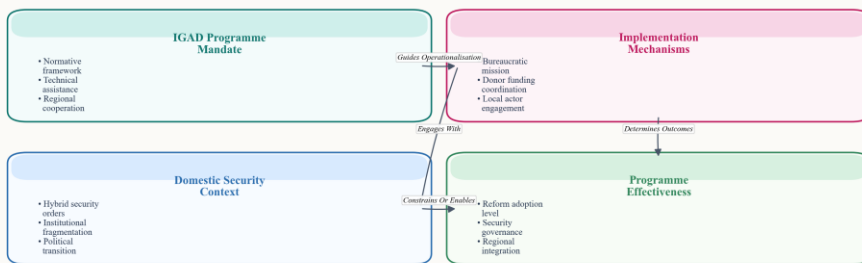 IGAD Programme
Mandate
• Normative
framework
• Technical
assistance
• Regional
cooperation
Guides Operationalisation
Implementation
Mechanisms
Bureaucratic
mission
• Donor funding
coordination
• Local actor
engagement
Engages With
Determines Outcomes
Domestic Security
Context
• Hybrid security
orders
• Institutional
fragmentation
• Political
transition
Constrains Or Enables
Programme
Effectiveness
• Reform adoption
level
• Security
governance
• Regional
integration